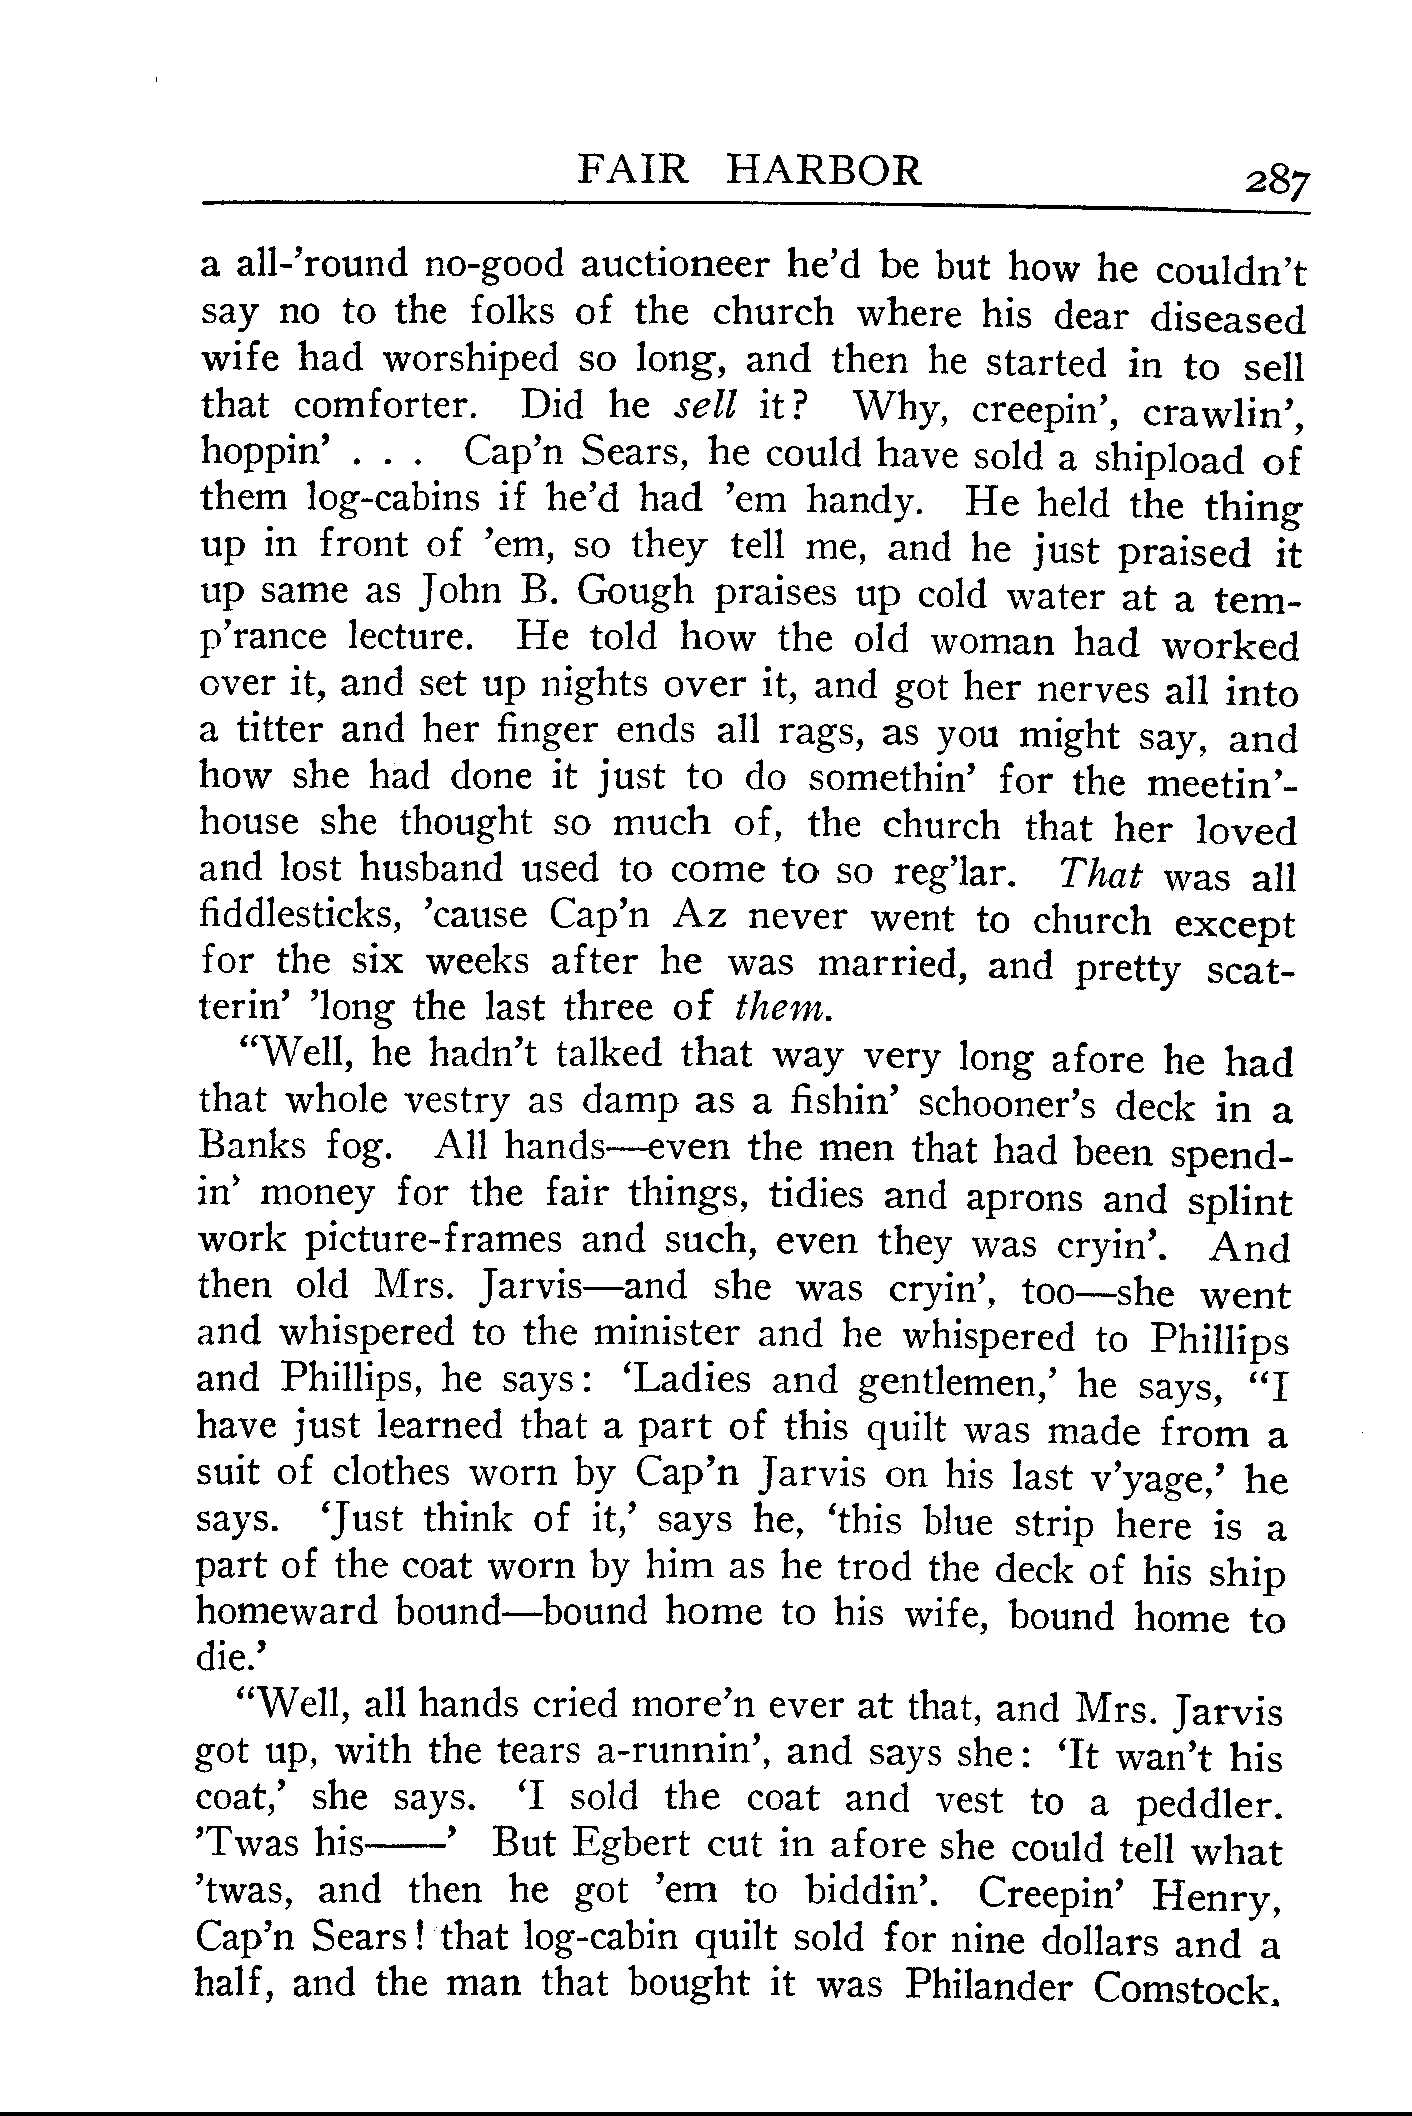 FAIR HARBOR 287
a all-’round no-good auctioneer he’d be but how he couldn’t
say no to the folks of the church where his dear diseased
wife had worshiped so long, and then he started in to sell
that comforter. Did he sell it? Why, creepin’, crawlin’,
hoppin’ . . . Cap’n Sears, he could have sold a shipload of
them log-cabins if he’d had ’em handy. He held the thing
up in front of ’em, so they tell me, and he just praised it
up same as John B. Gough praises up cold water at a tem-
p’rance lecture. He told how the old woman had worked
over it, and set up nights over it, and got her nerves all into
a titter and her finger ends all rags, as you might say, and
how she had done it just to do somethin’ for the meetin’-
house she thought so much of, the church that her loved
and lost husband used to come to so reg’lar. That was all
fiddlesticks, ’cause Cap’n Az never went to church except
for the six weeks after he was married, and pretty scat-
terin’ ’long the last three of them.
“Well, he hadn’t talked that way very long afore he had
that whole vestry as damp as a fishin’ schooner’s deck in a
Banks fog. All hands—even the men that had been spend-
in’ money for the fair things, tidies and aprons and splint
work picture-frames and such, even they was cryin’. And
then old Mrs. Jarvis—and she was cryin’, too—she went
and whispered to the minister and he whispered to Phillips
and Phillips, he says: ‘Ladies and gentlemen,’ he says, “I
have just learned that a part of this quilt was made from a
suit of clothes worn by Cap’n Jarvis on his last v’yage,’ he
says. ‘Just think of it,’ says he, ‘this blue strip here is a
part of the coat worn by him as he trod the deck of his ship
homeward bound—bound home to his wife, bound home to
die.’
“Well, all hands cried more’n ever at that, and Mrs. Jarvis
got up, with the tears a-runnin’, and says she: ‘It wan’t his
coat,’ she says. ‘I sold the coat and vest to a peddler.
’Twas his——’ But Egbert cut in afore she could tell what
’twas, and then he got ’em to biddin’. Creepin’ Henry,
Cap’n Sears! that log-cabin quilt sold for nine dollars and a
half, and the man that bought it was Philander Comstock.